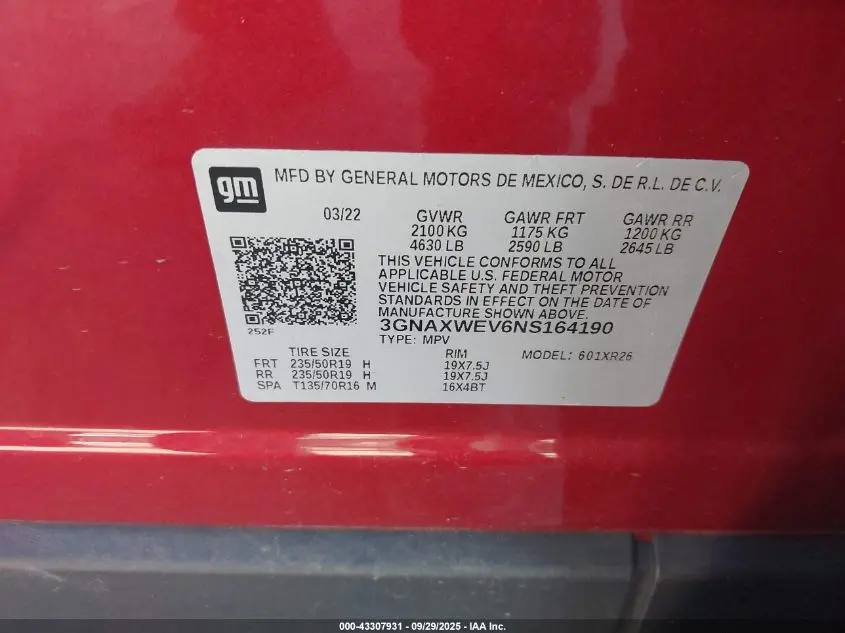 gm
MFD BY GENERAL MOTORS DE MEXICO, S. DE R.L. DE C.V.
03/22 GVWR GAWR FRT GAWR RR
2100 KG 1175 KG 1200 KG
4630 LB 2590 LB 2645 LB
THIS VEHICLE CONFORMS TO ALL
APPLICABLE U.S. FEDERAL MOTOR
VEHICLE SAFETY AND THEFT PREVENTION
STANDARDS IN EFFECT ON THE DATE OF
MANUFACTURE SHOWN ABOVE.
252F
3GNAXWEV6NS164190
TYPE: MPV
TIRE SIZE RIM MODEL: 601XR26
FRT 235/50R19 H 19X7.5J
RR 235/50R19 H 19X7.5J
SPA T135/70R16 M 16X4BT
000-43307931 - 09/29/2025 - IAA Inc.